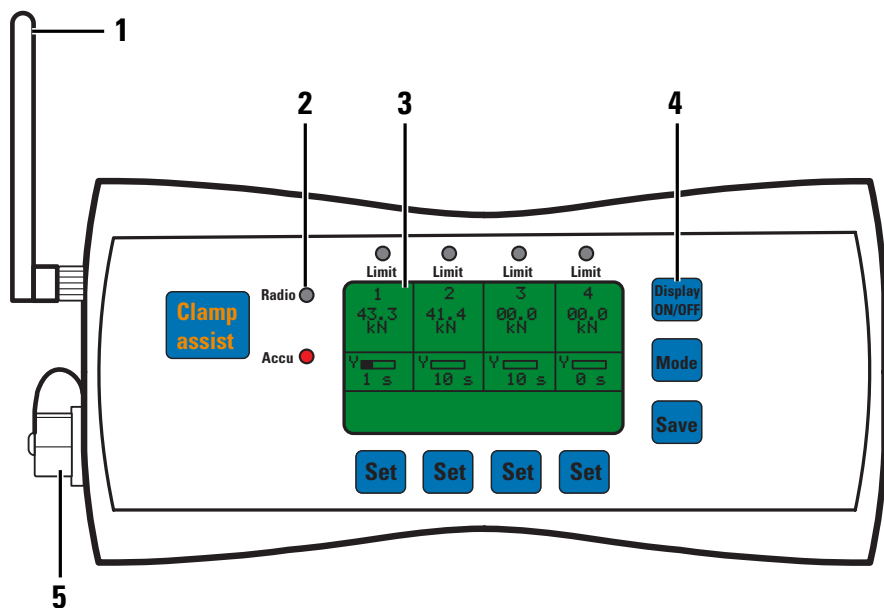 1
2
3
4
Limit Limit Limit Limit
Radio
Clamp
assist
Accu
1 2 3 4
43.3 41.4 00.0 00.0
kN kN kN kN
Y Y Y Y
1 s 10 s 10 s 0 s
Display
ON/OFF
Mode
Save
Set Set Set Set
5